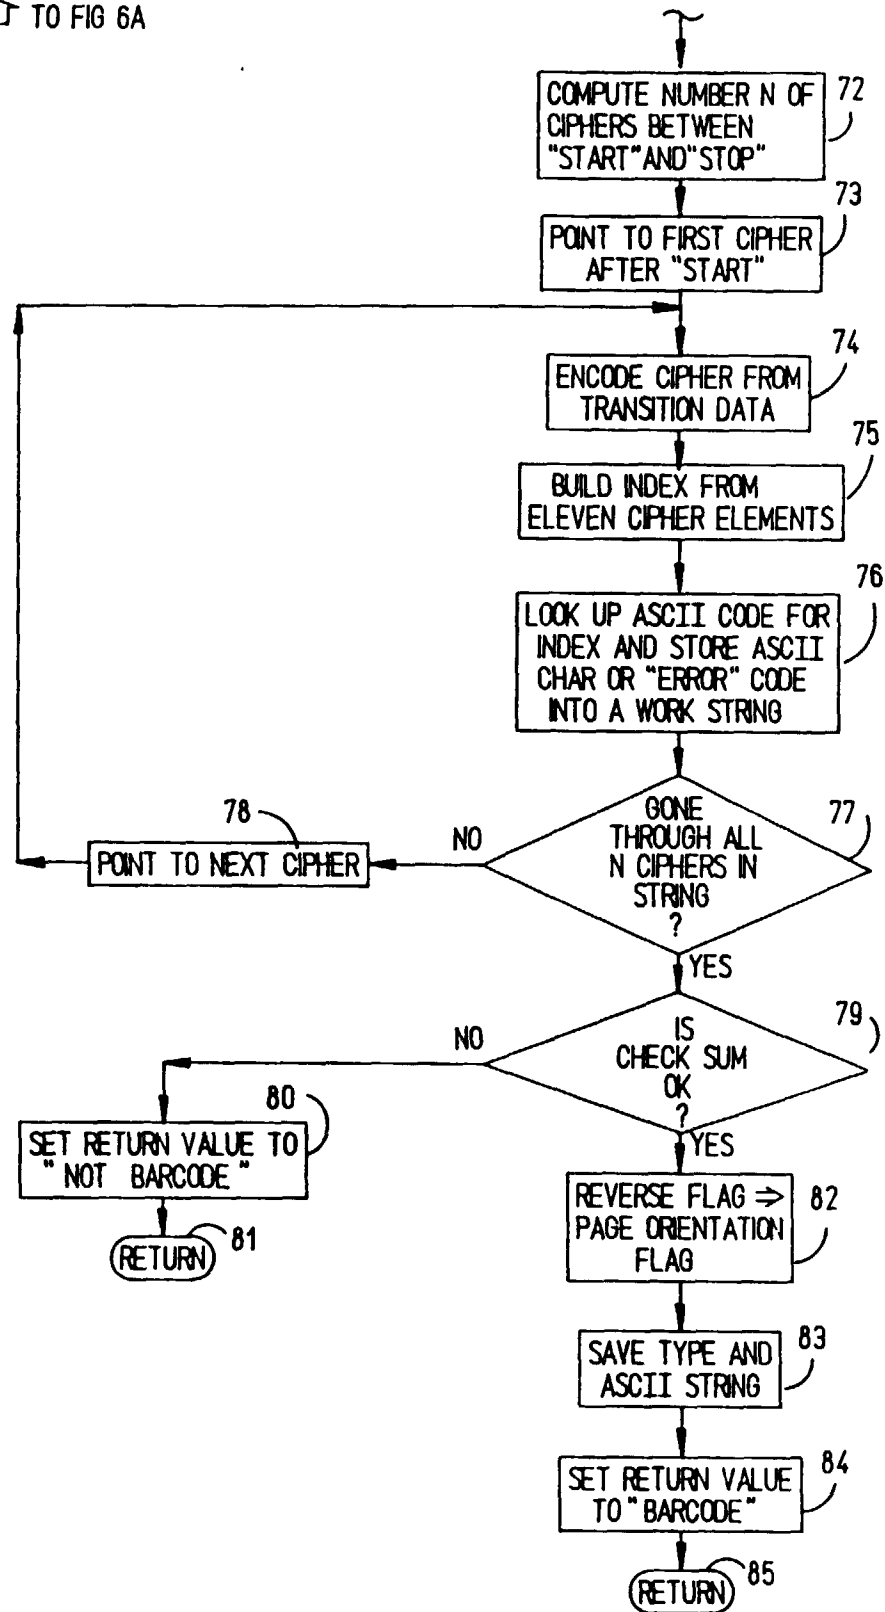 TO FIG 6A
COMPUTE NUMBER N OF
CIPHERS BETWEEN
"START" AND "STOP"
72
73
POINT TO FIRST CIPHER
AFTER "START"
74
ENCODE CIPHER FROM
TRANSITION DATA
75
BUILD INDEX FROM
ELEVEN CIPHER ELEMENTS
76
LOOK UP ASCII CODE FOR
INDEX AND STORE ASCII
CHAR OR "ERROR" CODE
INTO A WORK STRING
GONE
THROUGH ALL
N CIPHERS IN
STRING
?
77
NO
78
POINT TO NEXT CIPHER
YES
IS
CHECK SUM
OK
?
79
NO
80
SET RETURN VALUE TO
"NOT BARCODE"
RETURN
81
YES
REVERSE FLAG ⇒
PAGE ORIENTATION
FLAG
82
SAVE TYPE AND
ASCII STRING
83
SET RETURN VALUE
TO "BARCODE"
84
RETURN
85